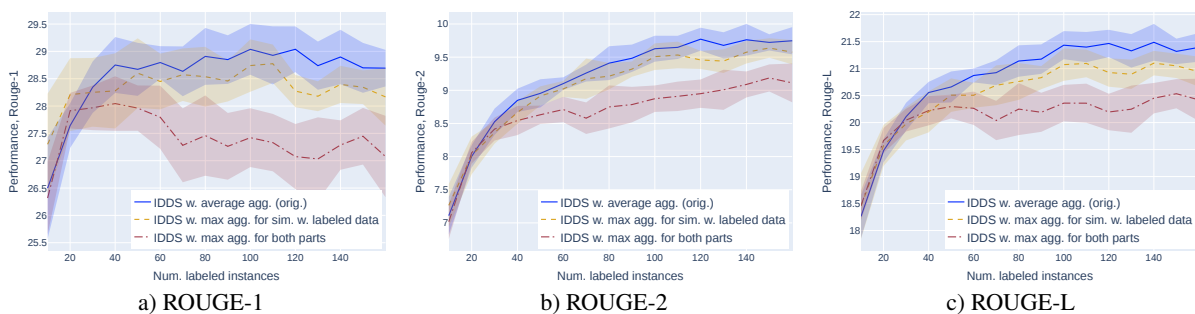 Performance, Rouge-1
29.5
29
28.5
28
27.5
27
26.5
26
25.5
IDDS w. average agg. (orig.)
IDDS w. max agg. for sim. w. labeled data
IDDS w. max agg. for both parts
20 40 60 80 100 120 140
Num. labeled instances
a) ROUGE-1
Performance, Rouge-2
10
9.5
9
8.5
8
7.5
7
IDDS w. average agg. (orig.)
IDDS w. max agg. for sim. w. labeled data
IDDS w. max agg. for both parts
20 40 60 80 100 120 140
Num. labeled instances
b) ROUGE-2
Performance, Rouge-L
22
21.5
21
20.5
20
19.5
19
18.5
18
IDDS w. average agg. (orig.)
IDDS w. max agg. for sim. w. labeled data
IDDS w. max agg. for both parts
20 40 60 80 100 120 140
Num. labeled instances
c) ROUGE-L